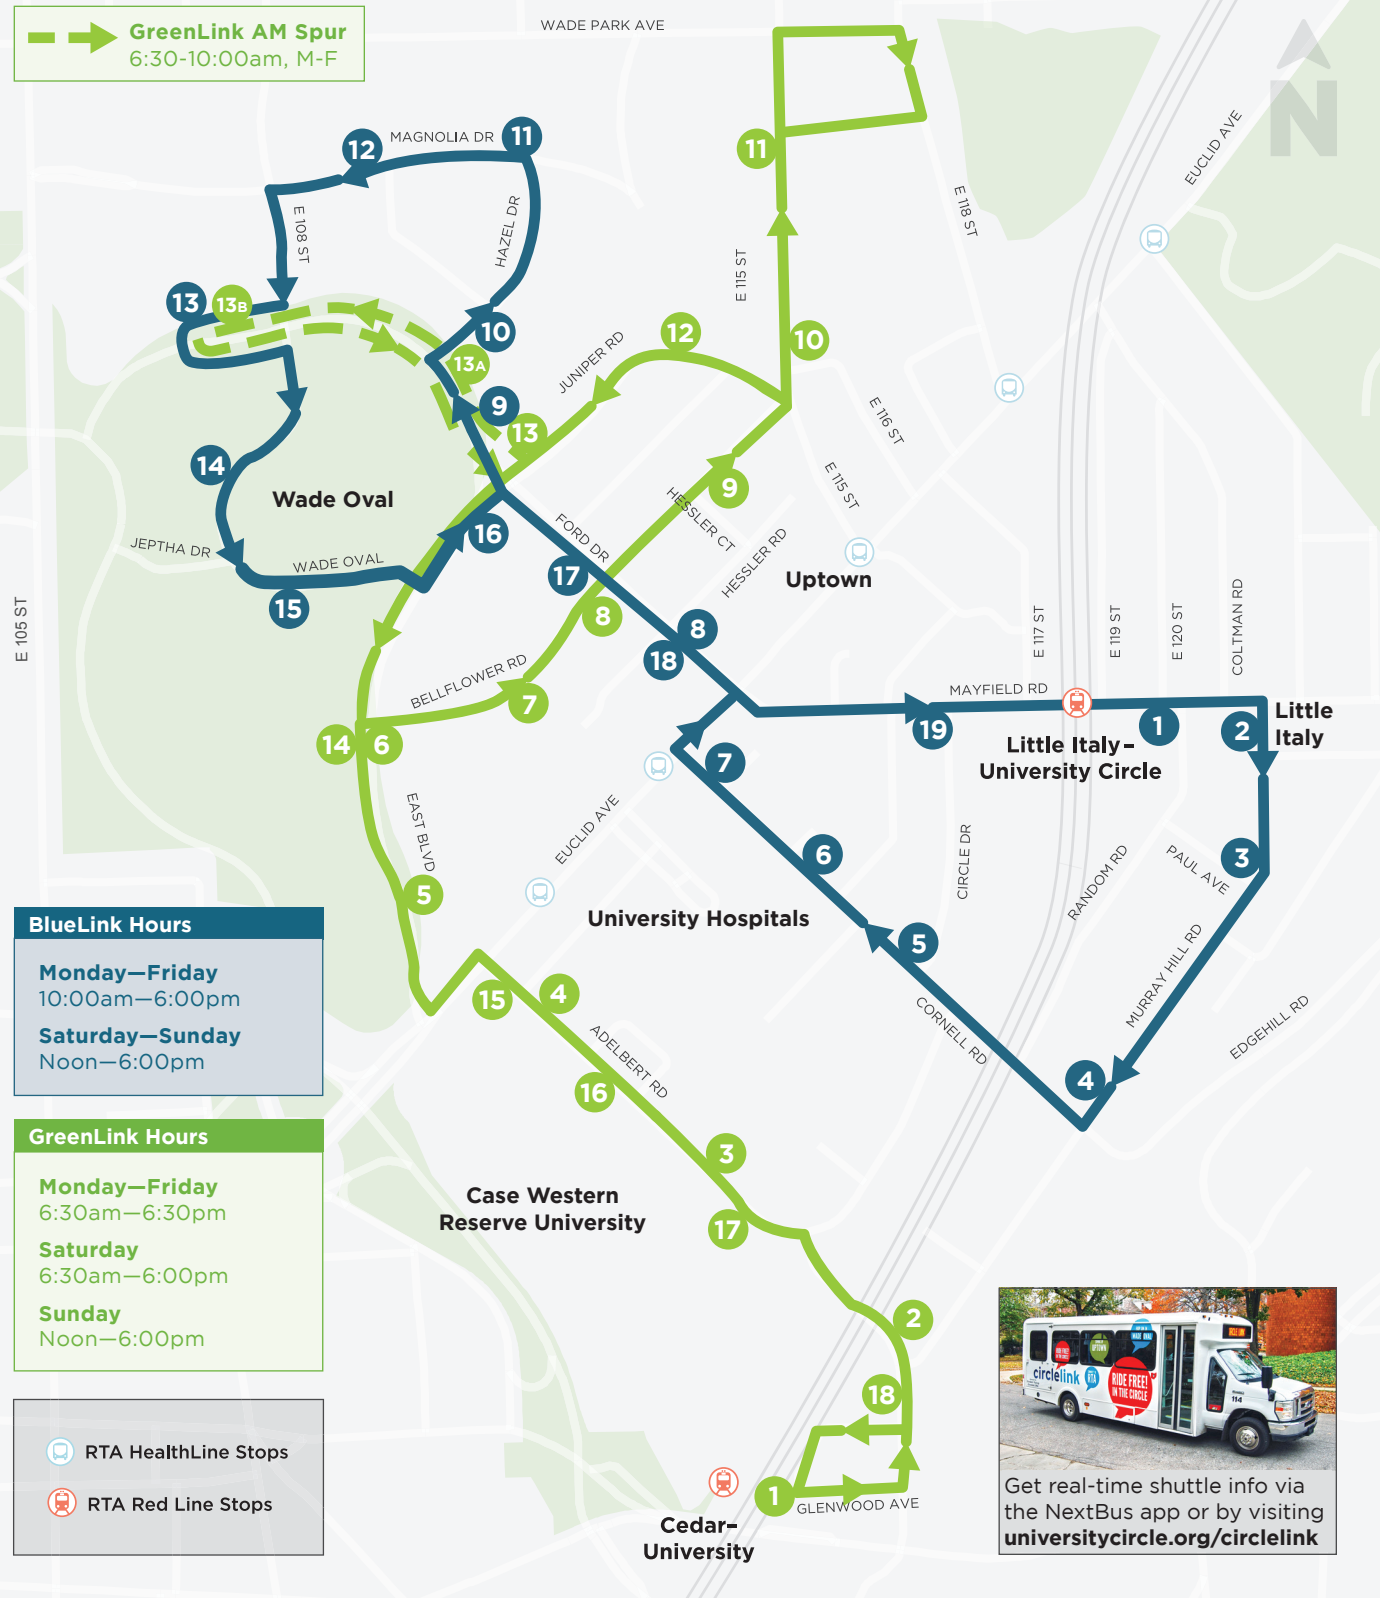 GreenLink AM Spur
6:30-10:00am, M-F
WADE PARK AVE
N
EUCLID AVE
MAGNOLIA DR
11
12
11
E 108 ST
HAZEL DR
E 118 ST
E 115 ST
13
13B
10
12
10
JUNIPER RD
13A
9
13
E 116 ST
14
Wade Oval
9
E 115 ST
HESSLER CT
16
FORD DR
HESSLER RD
JEPTHA DR
WADE OVAL
17
Uptown
15
8
E 105 ST
8
18
E 117 ST
E 119 ST
E 120 ST
COLTMAN RD
BELLFLOWER RD
7
MAYFIELD RD
19
1
2
Little
Italy
14
6
Little Italy–
University Circle
7
EAST BLVD
EUCLID AVE
6
CIRCLE DR
RANDOM RD
PAUL AVE
3
5
University Hospitals
5
MURRAY HILL RD
EDGEHILL RD
15
4
CORNELL RD
ADELBERT RD
16
4
3
Case Western
Reserve University
17
2
18
1
GLENWOOD AVE
Cedar–
University
BlueLink Hours
Monday—Friday
10:00am—6:00pm
Saturday—Sunday
Noon—6:00pm
GreenLink Hours
Monday—Friday
6:30am—6:30pm
Saturday
6:30am—6:00pm
Sunday
Noon—6:00pm
RTA HealthLine Stops
RTA Red Line Stops
circlelink
RIDE FREE!
IN THE CIRCLE
114
Get real-time shuttle info via
the NextBus app or by visiting
universitycircle.org/circlelink